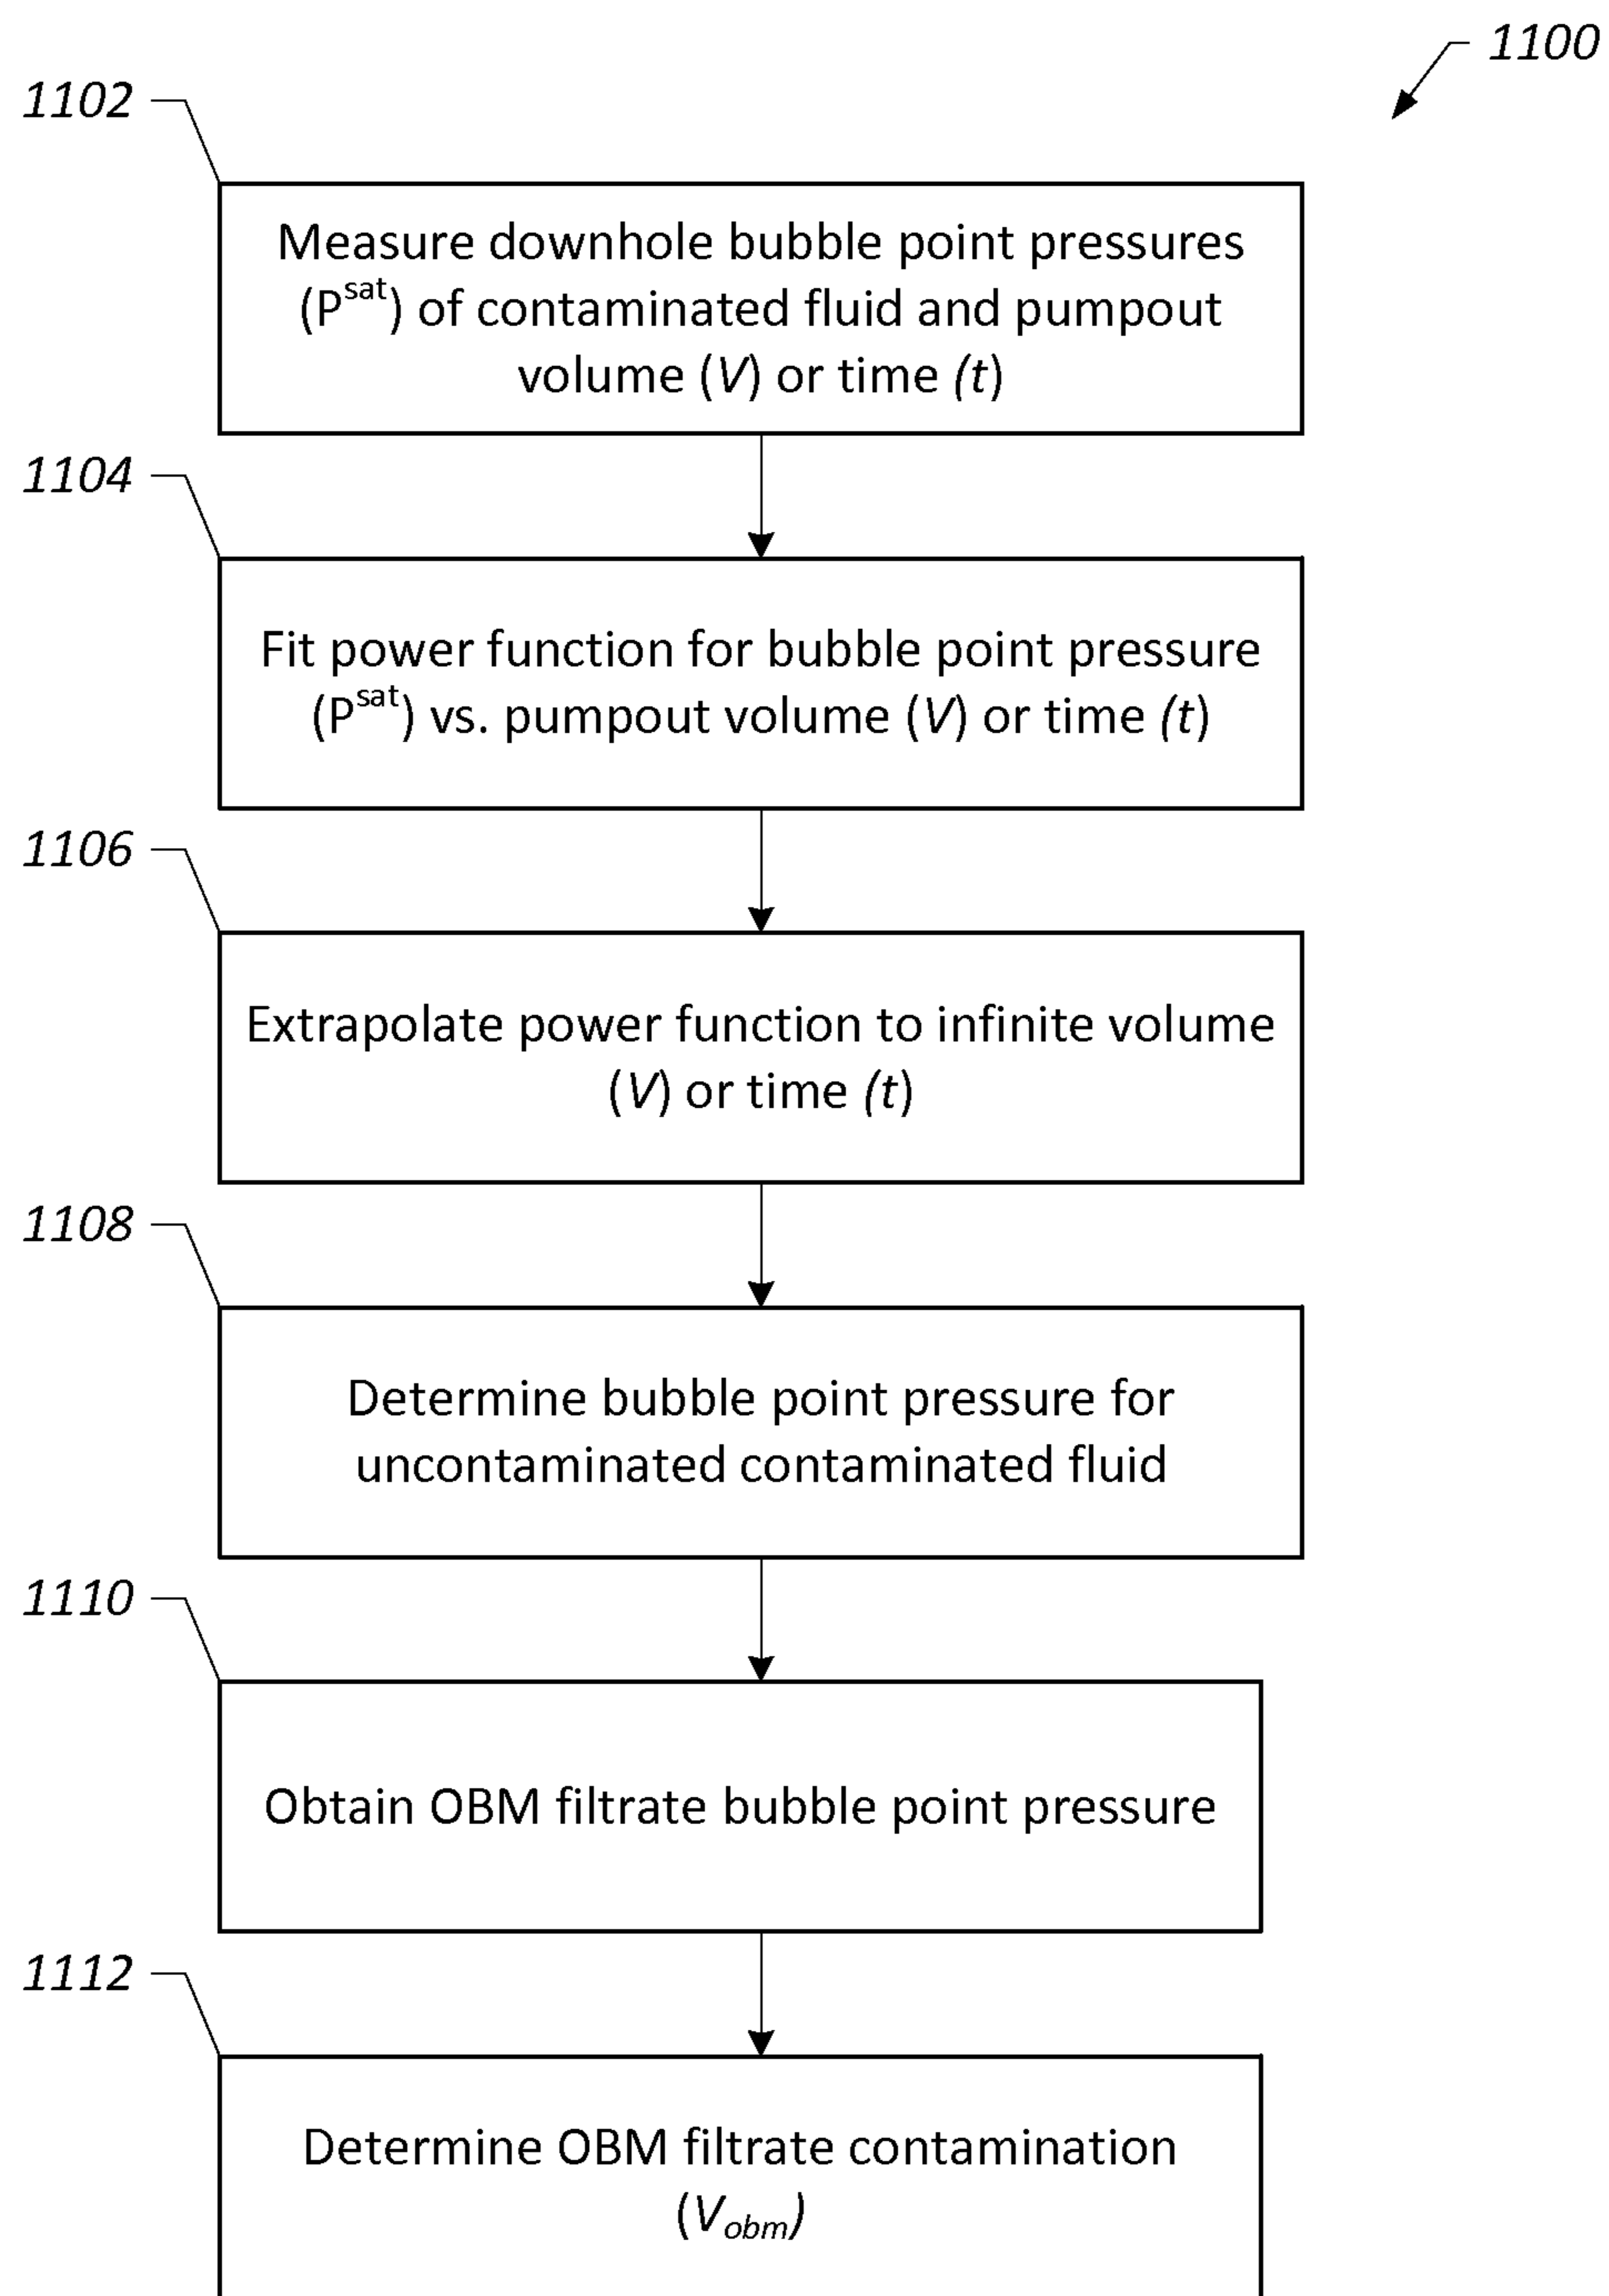 1100
1102
Measure downhole bubble point pressures
(P^sat) of contaminated fluid and pumpout
volume (V) or time (t)
1104
Fit power function for bubble point pressure
(P^sat) vs. pumpout volume (V) or time (t)
1106
Extrapolate power function to infinite volume
(V) or time (t)
1108
Determine bubble point pressure for
uncontaminated contaminated fluid
1110
Obtain OBM filtrate bubble point pressure
1112
Determine OBM filtrate contamination
(V_obm)